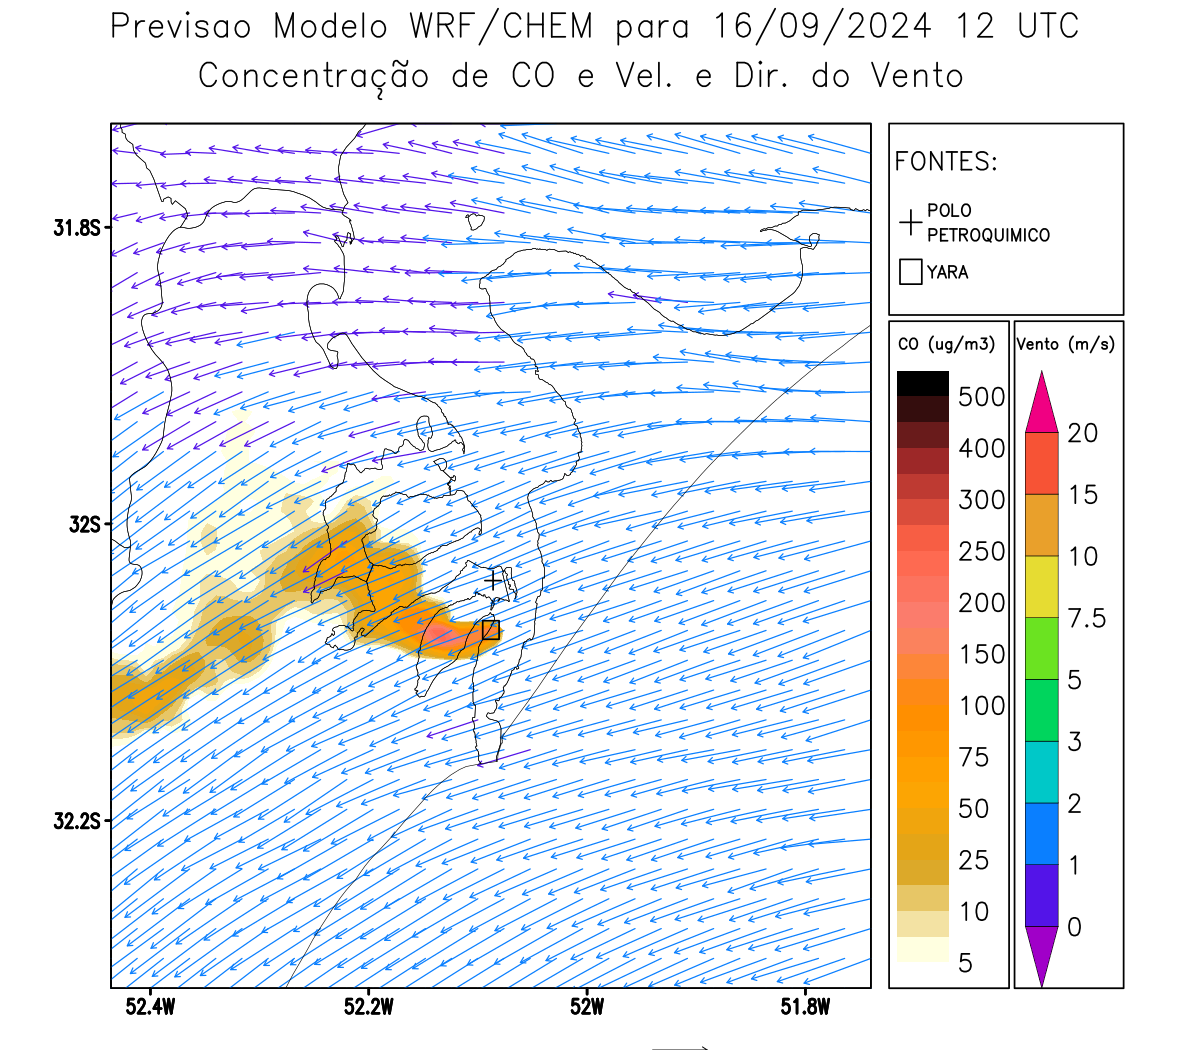 Previsao Modelo WRF/CHEM para 16/09/2024 12 UTC
Concentração de CO e Vel. e Dir. do Vento
FONTES:
POLO
PETROQUIMICO
YARA
31.8S
32S
32.2S
52.4W
52.2W
52W
51.8W
CO (ug/m3)
500
400
300
250
200
150
100
75
50
25
10
5
Vento (m/s)
20
15
10
7.5
5
3
2
1
0